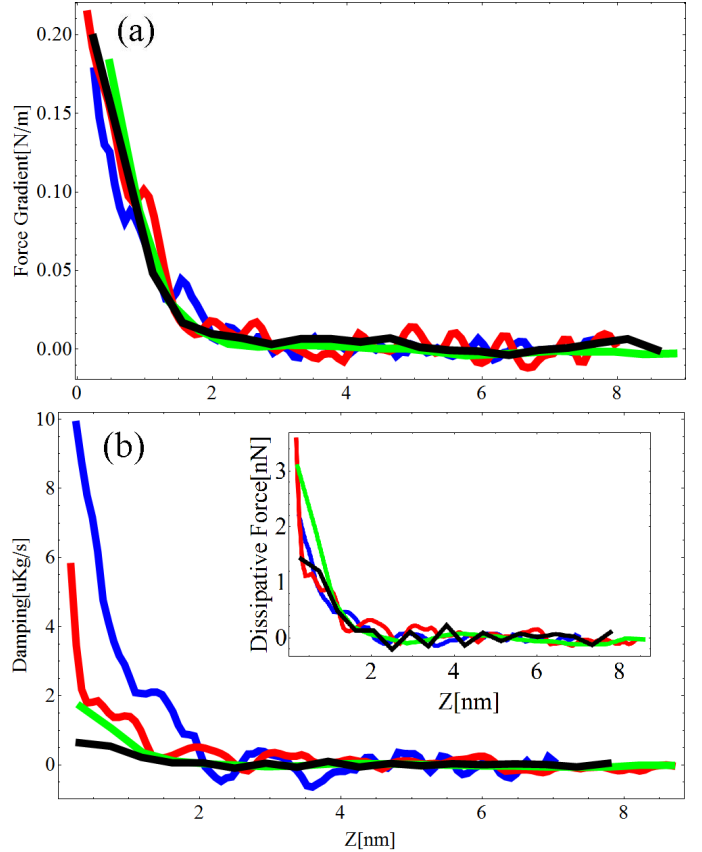 (a)
Force Gradient[N/m]
0.20
0.15
0.10
0.05
0.00
0 2 4 6 8
(b)
Damping[uKg/s]
10
8
6
4
2
0
0 2 4 6 8
Z[nm]
Dissipative Force[nN]
3
2
1
0
2 4 6 8
Z[nm]